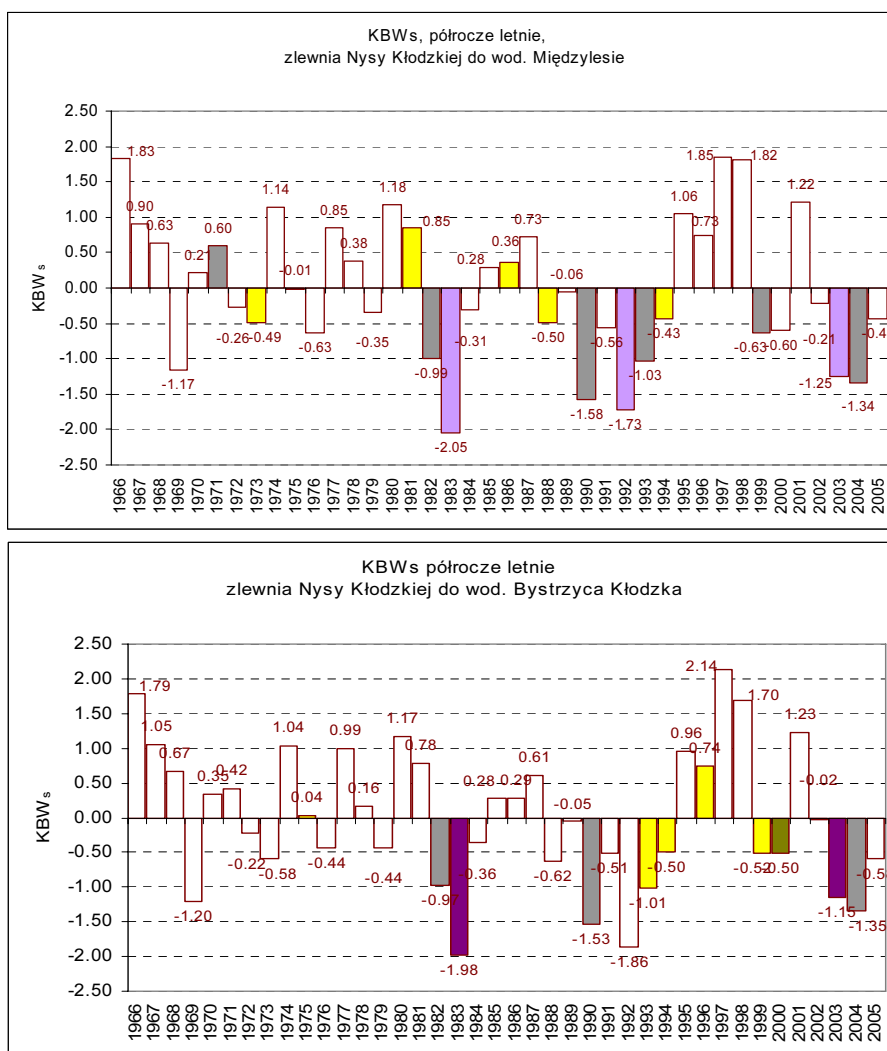 KBWs, półrocze letnie,
zlewnia Nysy Kłodzkiej do wod. Międzylesie
KBWs
2.50
2.00
1.50
1.00
0.50
0.00
-0.50
-1.00
-1.50
-2.00
-2.50
1.83 0.90 0.63 -1.17 0.21 0.60 -0.26 -0.49 1.14 -0.01 -0.63 0.85 0.38 -0.35 1.18 0.85 -0.99 -2.05 -0.31 0.28 0.36 0.73 -0.50 -0.06 -1.58 -0.56 -1.73 -1.03 -0.43 1.06 0.73 1.85 1.82 -0.63 -0.60 1.22 -0.21 -1.25 -1.34
1966 1967 1968 1969 1970 1971 1972 1973 1974 1975 1976 1977 1978 1979 1980 1981 1982 1983 1984 1985 1986 1987 1988 1989 1990 1991 1992 1993 1994 1995 1996 1997 1998 1999 2000 2001 2002 2003 2004 2005
KBWs półrocze letnie
zlewnia Nysy Kłodzkiej do wod. Bystrzyca Kłodzka
KBWs
2.50
2.00
1.50
1.00
0.50
0.00
-0.50
-1.00
-1.50
-2.00
-2.50
1.79 1.05 0.67 -1.20 0.35 0.42 -0.22 -0.58 1.04 0.04 -0.44 0.99 0.16 -0.44 1.17 0.78 -0.97 -1.98 -0.36 0.28 0.29 0.61 -0.62 -0.05 -1.53 -0.51 -1.86 -1.01 -0.50 0.96 0.74 2.14 1.70 -0.52 -0.50 1.23 -0.02 -1.15 -1.35
1966 1967 1968 1969 1970 1971 1972 1973 1974 1975 1976 1977 1978 1979 1980 1981 1982 1983 1984 1985 1986 1987 1988 1989 1990 1991 1992 1993 1994 1995 1996 1997 1998 1999 2000 2001 2002 2003 2004 2005